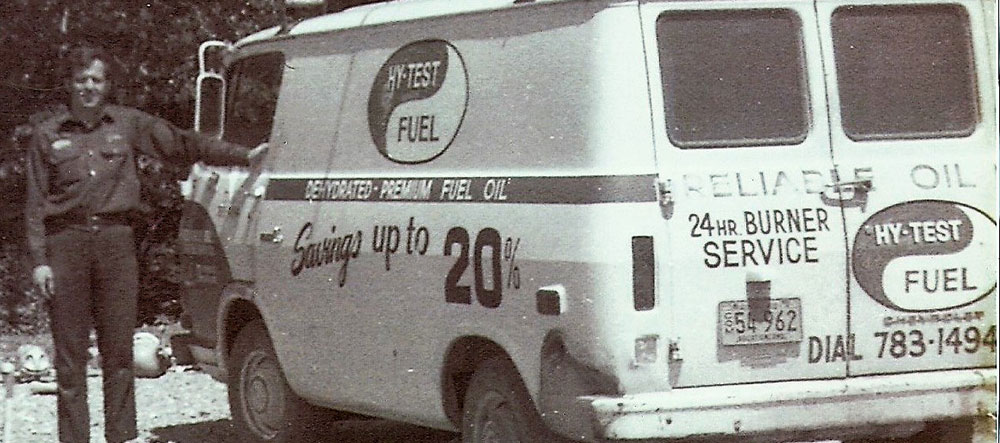 HY-TEST
FUEL
DEHYDRATED - PREMIUM FUEL OIL
Savings up to 20%
RELIABLE OIL
24 HR. BURNER
SERVICE
HY-TEST
FUEL
CHEVROLET
54 962
DIAL 783-1494